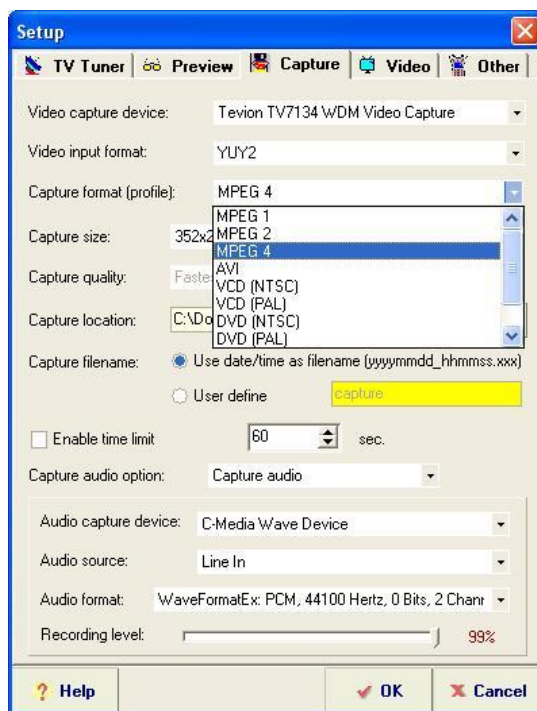 Setup
TV Tuner Preview Capture Video Other
Video capture device: Tevion TV7134 WDM Video Capture
Video input format: YUY2
Capture format (profile): MPEG 4
MPEG 1
MPEG 2
MPEG 4
AVI
VCD (NTSC)
VCD (PAL)
DVD (NTSC)
DVD (PAL)
Capture size: 352x2
Capture quality: Faste
Capture location: C:\Do
Capture filename: Use date/time as filename (yyyymmdd_hhmmss.xxx)
User define capture
Enable time limit 60 sec.
Capture audio option: Capture audio
Audio capture device: C-Media Wave Device
Audio source: Line In
Audio format: WaveFormatEx: PCM, 44100 Hertz, 0 Bits, 2 Chanr
Recording level: 99%
? Help OK Cancel